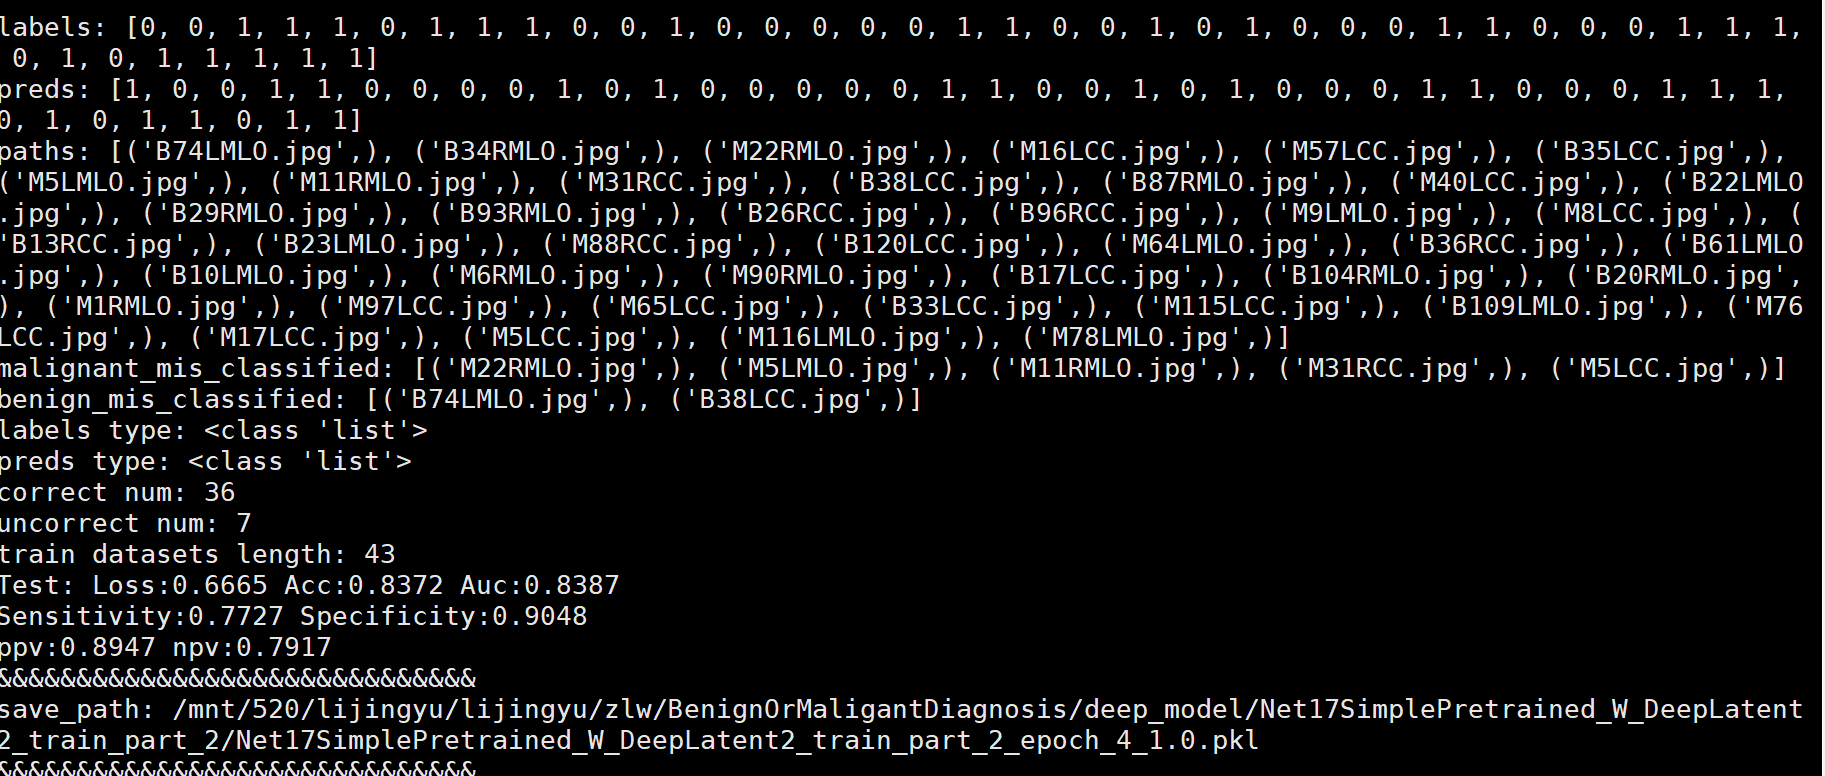 labels: [0, 0, 1, 1, 1, 0, 1, 1, 1, 0, 0, 1, 0, 0, 0, 0, 0, 1, 1, 0, 0, 1, 0, 1, 0, 0, 0, 1, 1, 0, 0, 0, 1, 1, 1,
0, 1, 0, 1, 1, 1, 1, 1]
preds: [1, 0, 0, 1, 1, 0, 0, 0, 0, 1, 0, 1, 0, 0, 0, 0, 0, 1, 1, 0, 0, 1, 0, 1, 0, 0, 0, 1, 1, 0, 0, 0, 1, 1, 1,
0, 1, 0, 1, 1, 0, 1, 1]
paths: [('B74LMLO.jpg',), ('B34RMLO.jpg',), ('M22RMLO.jpg',), ('M16LCC.jpg',), ('M57LCC.jpg',), ('B35LCC.jpg',),
('M5LMLO.jpg',), ('M11RMLO.jpg',), ('M31RCC.jpg',), ('B38LCC.jpg',), ('B87RMLO.jpg',), ('M40LCC.jpg',), ('B22LMLO
.jpg',), ('B29RMLO.jpg',), ('B93RMLO.jpg',), ('B26RCC.jpg',), ('B96RCC.jpg',), ('M9LMLO.jpg',), ('M8LCC.jpg',), (
'B13RCC.jpg',), ('B23LMLO.jpg',), ('M88RCC.jpg',), ('B120LCC.jpg',), ('M64LMLO.jpg',), ('B36RCC.jpg',), ('B61LMLO
.jpg',), ('B10LMLO.jpg',), ('M6RMLO.jpg',), ('M90RMLO.jpg',), ('B17LCC.jpg',), ('B104RMLO.jpg',), ('B20RMLO.jpg',
), ('M1RMLO.jpg',), ('M97LCC.jpg',), ('M65LCC.jpg',), ('B33LCC.jpg',), ('M115LCC.jpg',), ('B109LMLO.jpg',), ('M76
LCC.jpg',), ('M17LCC.jpg',), ('M5LCC.jpg',), ('M116LMLO.jpg',), ('M78LMLO.jpg',)]
malignant_mis_classified: [('M22RMLO.jpg',), ('M5LMLO.jpg',), ('M11RMLO.jpg',), ('M31RCC.jpg',), ('M5LCC.jpg',)]
benign_mis_classified: [('B74LMLO.jpg',), ('B38LCC.jpg',)]
labels type: <class 'list'>
preds type: <class 'list'>
correct num: 36
uncorrect num: 7
train datasets length: 43
Test: Loss:0.6665 Acc:0.8372 Auc:0.8387
Sensitivity:0.7727 Specificity:0.9048
ppv:0.8947 npv:0.7917
&&&&&&&&&&&&&&&&&&&&&&&&&&&&&&
save_path: /mnt/520/lijingyu/lijingyu/zlw/BenignOrMaligantDiagnosis/deep_model/Net17SimplePretrained_W_DeepLatent
2_train_part_2/Net17SimplePretrained_W_DeepLatent2_train_part_2_epoch_4_1.0.pkl
&&&&&&&&&&&&&&&&&&&&&&&&&&&&&&